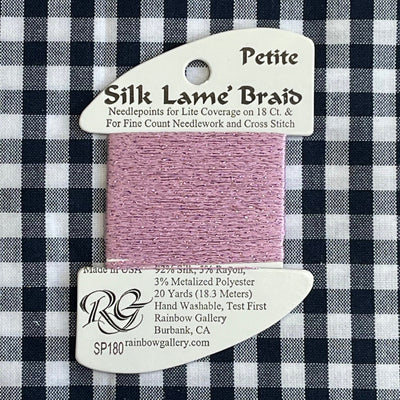 Petite
Silk Lamé Braid
Needlepoints for Lite Coverage on 18 Ct. &
For Fine Count Needlework and Cross Stitch
Made in USA 92% Silk, 5% Rayon,
3% Metalized Polyester
20 Yards (18.3 Meters)
Hand Washable, Test First
Rainbow Gallery
Burbank, CA
RG
SP180 rainbowgallery.com